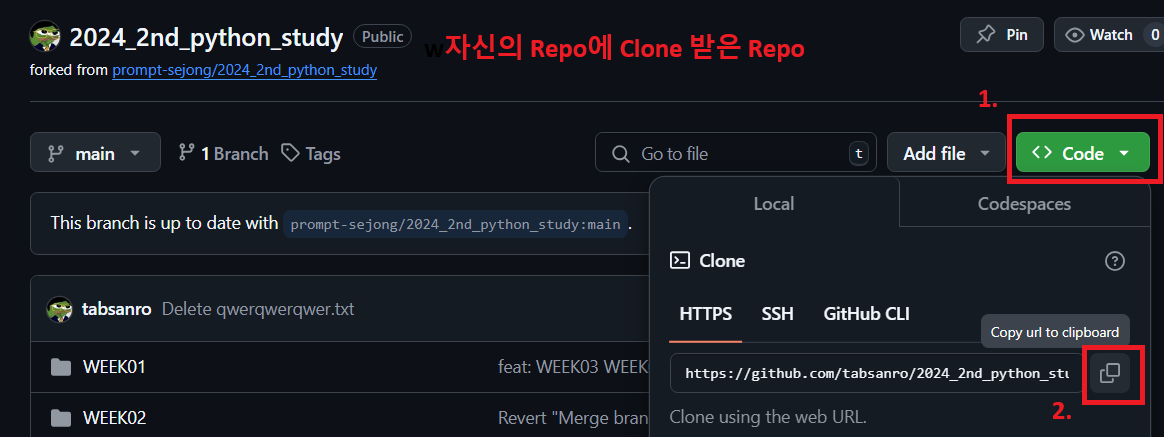 2024_2nd_python_study Public w자신의 Repo에 Clone 받은 Repo Pin Watch 0
forked from prompt-sejong/2024_2nd_python_study
1.
main 1 Branch Tags Go to file t Add file <> Code
This branch is up to date with prompt-sejong/2024_2nd_python_study:main .
Local Codespaces
Clone
tabsanro Delete qwerqwerqwer.txt
HTTPS SSH GitHub CLI
Copy url to clipboard
WEEK01 feat: WEEK03 WEEK
https://github.com/tabsanro/2024_2nd_python_stu
2.
WEEK02 Revert "Merge bran
Clone using the web URL.